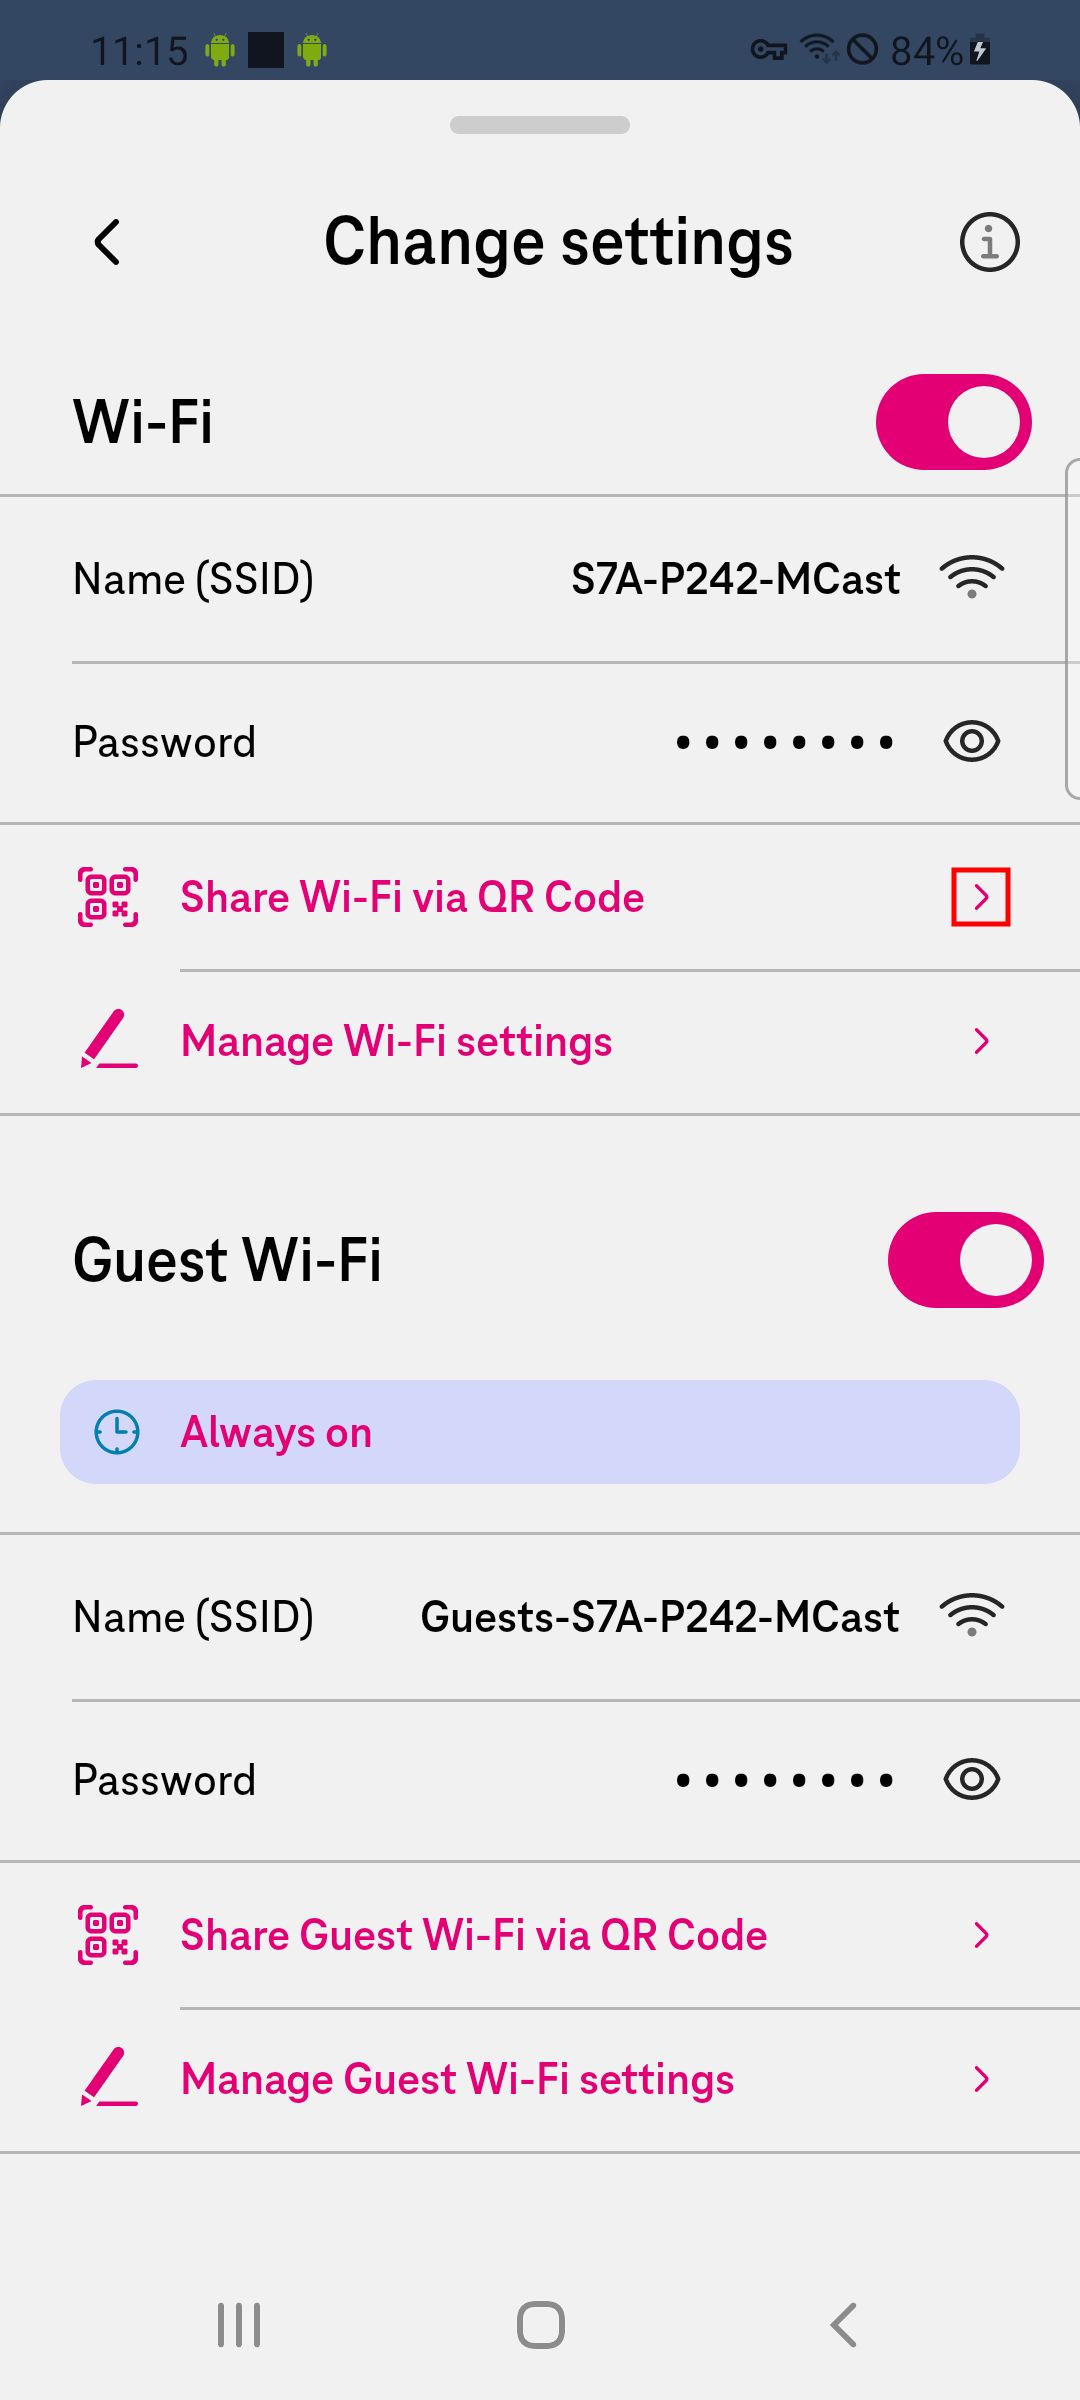 11:15
84%
Change settings
Wi-Fi
Name (SSID) S7A-P242-MCast
Password ••••••••
Share Wi-Fi via QR Code
Manage Wi-Fi settings
Guest Wi-Fi
Always on
Name (SSID) Guests-S7A-P242-MCast
Password ••••••••
Share Guest Wi-Fi via QR Code
Manage Guest Wi-Fi settings